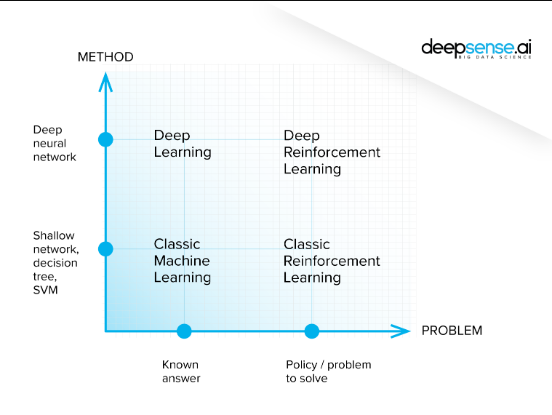 deepsense.ai
BIG DATA SCIENCE
METHOD
Deep
neural
network
Deep
Learning
Deep
Reinforcement
Learning
Shallow
network,
decision
tree,
SVM
Classic
Machine
Learning
Classic
Reinforcement
Learning
PROBLEM
Known
answer
Policy / problem
to solve